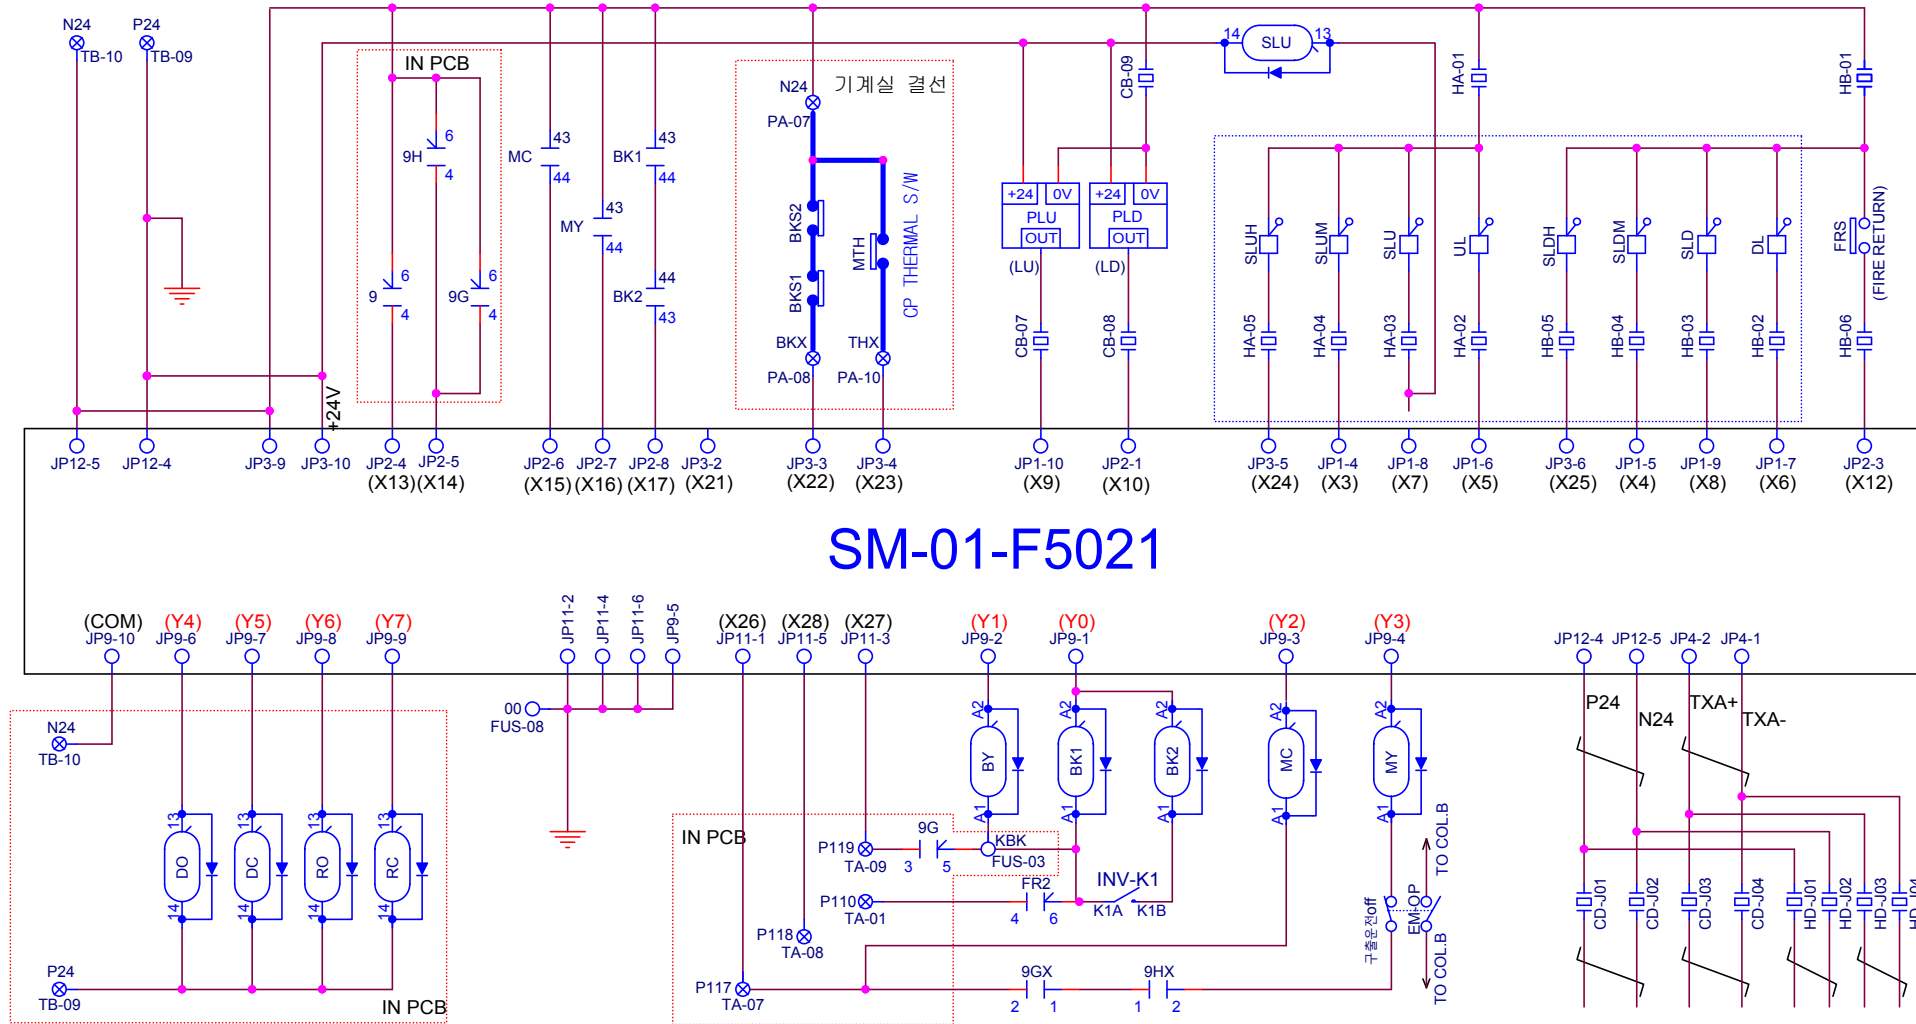 N24
TB-10
P24
TB-09
IN PCB
9H
6
4
9
6
4
9G
6
4
MC
43
44
MY
43
44
BK1
43
44
BK2
44
43
기계실 결선
N24
PA-07
BKS2
BKS1
MTH
CP THERMAL S/W
BKX
PA-08
THX
PA-10
CB-09
+24
0V
PLU
OUT
(LU)
CB-07
+24
0V
PLD
OUT
(LD)
CB-08
14
SLU
13
HA-01
HB-01
SLUH
SLUM
SLU
UL
SLDH
SLDM
SLD
DL
FRS
(FIRE RETURN)
HA-05
HA-04
HA-03
HA-02
HB-05
HB-04
HB-03
HB-02
HB-06
+24V
JP12-5
JP12-4
JP3-9
JP3-10
JP2-4
JP2-5
JP2-6
JP2-7
JP2-8
JP3-2
JP3-3
JP3-4
JP1-10
JP2-1
JP3-5
JP1-4
JP1-8
JP1-6
JP3-6
JP1-5
JP1-9
JP1-7
JP2-3
(X13)
(X14)
(X15)
(X16)
(X17)
(X21)
(X22)
(X23)
(X9)
(X10)
(X24)
(X3)
(X7)
(X5)
(X25)
(X4)
(X8)
(X6)
(X12)
SM-01-F5021
(COM)
(Y4)
(Y5)
(Y6)
(Y7)
(X26)
(X28)
(X27)
(Y1)
(Y0)
(Y2)
(Y3)
JP9-10
JP9-6
JP9-7
JP9-8
JP9-9
JP11-2
JP11-4
JP11-6
JP9-5
JP11-1
JP11-5
JP11-3
JP9-2
JP9-1
JP9-3
JP9-4
JP12-4
JP12-5
JP4-2
JP4-1
N24
TB-10
13
DO
14
13
DC
14
13
RO
14
13
RC
14
P24
TB-09
IN PCB
00
FUS-08
IN PCB
P119
TA-09
9G
3
5
KBK
FUS-03
P110
TA-01
FR2
4
6
INV-K1
K1A
K1B
P118
TA-08
P117
TA-07
9GX
2
1
9HX
1
2
A2
BY
A1
A2
BK1
A1
A2
BK2
A1
A2
MC
A1
A2
MY
A1
구출운전off
EM-OP
TO COL.B
TO COL.B
P24
N24
TXA+
TXA-
CD-J01
CD-J02
CD-J03
CD-J04
HD-J01
HD-J02
HD-J03